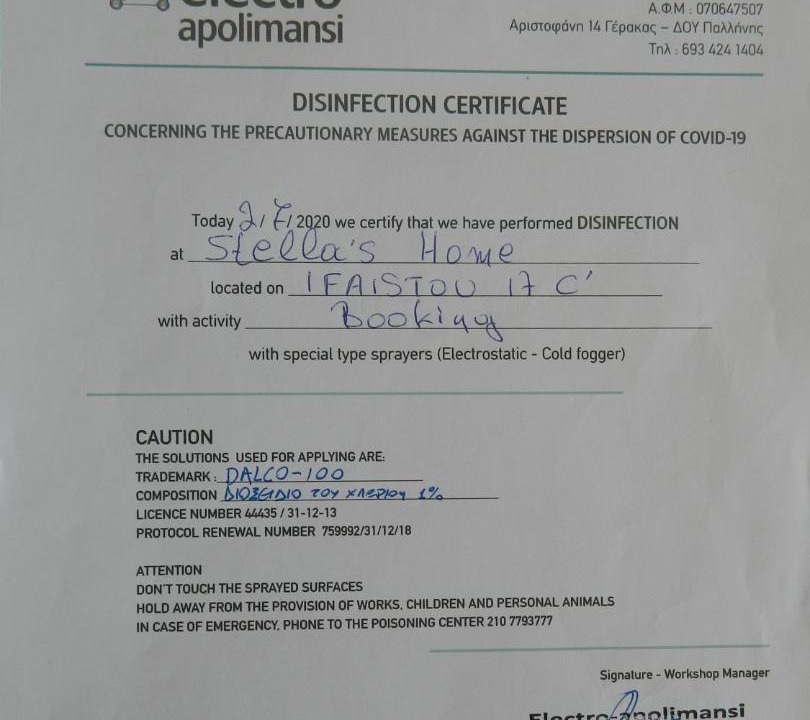 electro
apolimansi
Α.Φ.Μ : 070647507
Αριστοφάνη 14 Γέρακας – ΔΟΥ Παλλήνης
Τηλ : 693 424 1404
DISINFECTION CERTIFICATE
CONCERNING THE PRECAUTIONARY MEASURES AGAINST THE DISPERSION OF COVID-19
Today 2/7/2020 we certify that we have performed DISINFECTION
at Stella's Home
located on IFAISTOU 17 C'
with activity Booking
with special type sprayers (Electrostatic - Cold fogger)
CAUTION
THE SOLUTIONS USED FOR APPLYING ARE:
TRADEMARK : DALCO-100
COMPOSITION ΔΙΟΞΕΙΔΙΟ ΤΟΥ ΧΛΩΡΙΟΥ 1%
LICENCE NUMBER 44435 / 31-12-13
PROTOCOL RENEWAL NUMBER 759992/31/12/18
ATTENTION
DON'T TOUCH THE SPRAYED SURFACES
HOLD AWAY FROM THE PROVISION OF WORKS, CHILDREN AND PERSONAL ANIMALS
IN CASE OF EMERGENCY, PHONE TO THE POISONING CENTER 210 7793777
Signature - Workshop Manager
Electro-Apolimansi